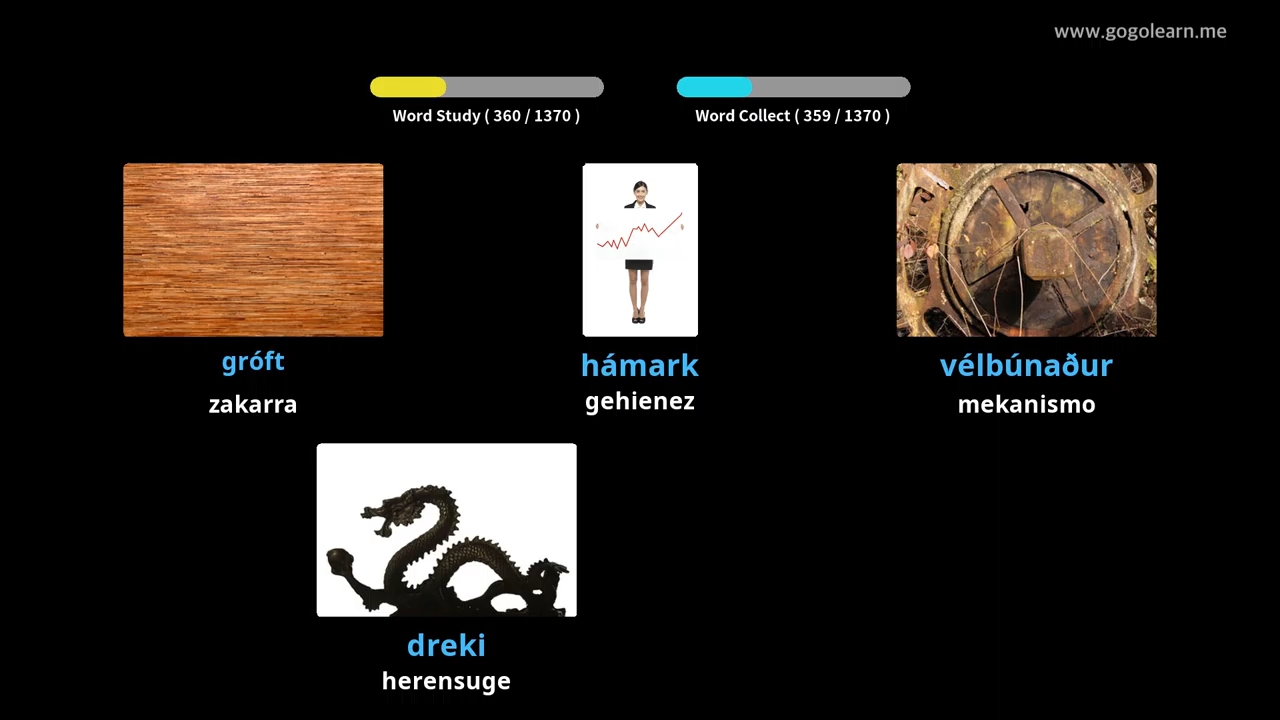 www.gogolearn.me
Word Study ( 360 / 1370 )
Word Collect ( 359 / 1370 )
gróft
zakarra
hámark
gehienez
vélbúnaður
mekanismo
dreki
herensuge